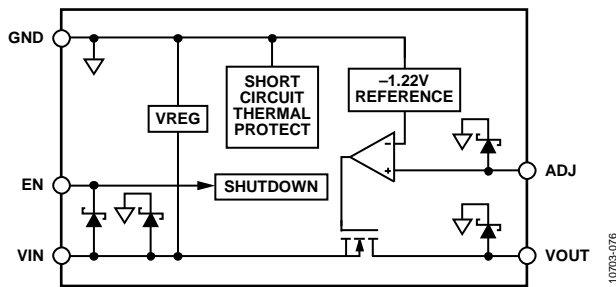 GND
SHORT
CIRCUIT
THERMAL
PROTECT
–1.22V
REFERENCE
VREG
–
+
ADJ
EN
SHUTDOWN
VIN
VOUT
10703-076